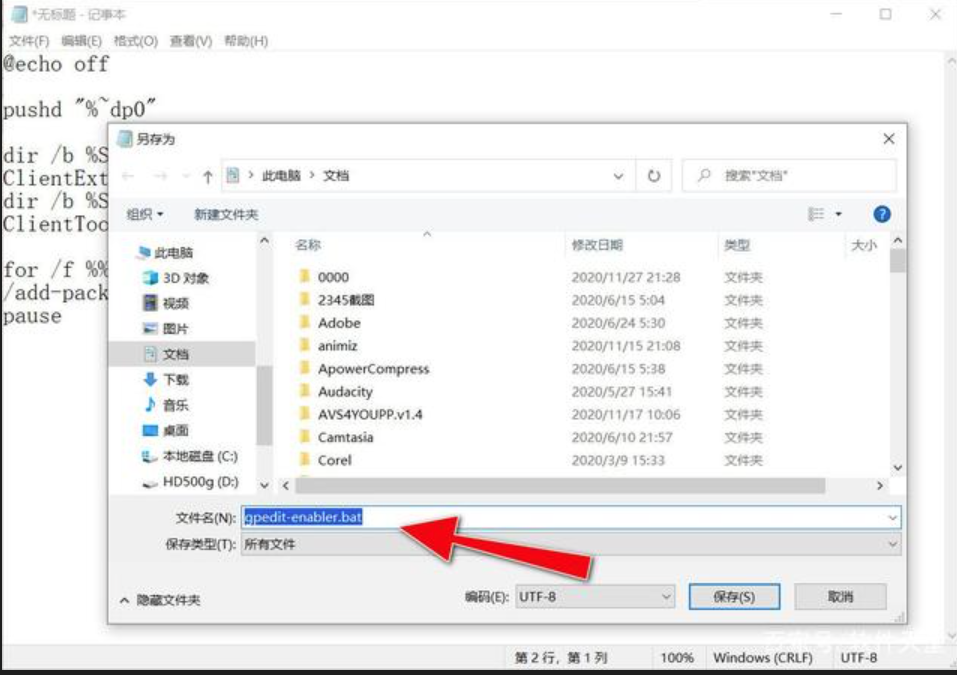 *无标题 - 记事本
文件(F) 编辑(E) 格式(O) 查看(V) 帮助(H)
@echo off
pushd "%~dp0"
dir /b %S
ClientExt
dir /b %S
ClientToo
for /f %%
/add-pack
pause
另存为
此电脑 > 文档
搜索"文档"
组织 新建文件夹
此电脑
3D 对象
视频
图片
文档
下载
音乐
桌面
本地磁盘 (C:)
HD500g (D:)
名称 修改日期 类型 大小
0000 2020/11/27 21:28 文件夹
2345截图 2020/6/15 5:04 文件夹
Adobe 2020/6/24 5:30 文件夹
animiz 2020/11/15 21:08 文件夹
ApowerCompress 2020/6/15 5:38 文件夹
Audacity 2020/5/27 15:41 文件夹
AVS4YOUPP.v1.4 2020/11/17 10:06 文件夹
Camtasia 2020/6/10 21:57 文件夹
Corel 2020/3/9 15:33 文件夹
文件名(N): gpedit-enabler.bat
保存类型(T): 所有文件
隐藏文件夹 编码(E): UTF-8 保存(S) 取消
第 2 行，第 1 列 100% Windows (CRLF) UTF-8